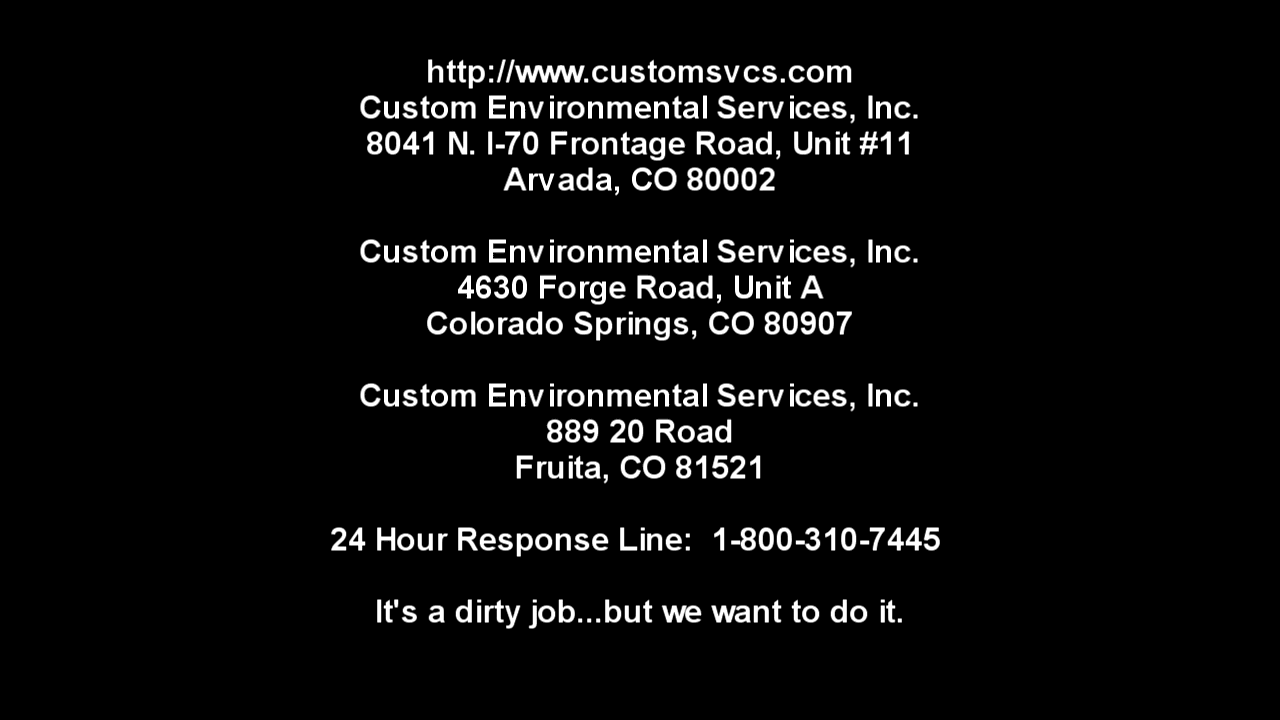 http://www.customsvcs.com
Custom Environmental Services, Inc.
8041 N. I-70 Frontage Road, Unit #11
Arvada, CO 80002
Custom Environmental Services, Inc.
4630 Forge Road, Unit A
Colorado Springs, CO 80907
Custom Environmental Services, Inc.
889 20 Road
Fruita, CO 81521
24 Hour Response Line:  1-800-310-7445
It's a dirty job...but we want to do it.